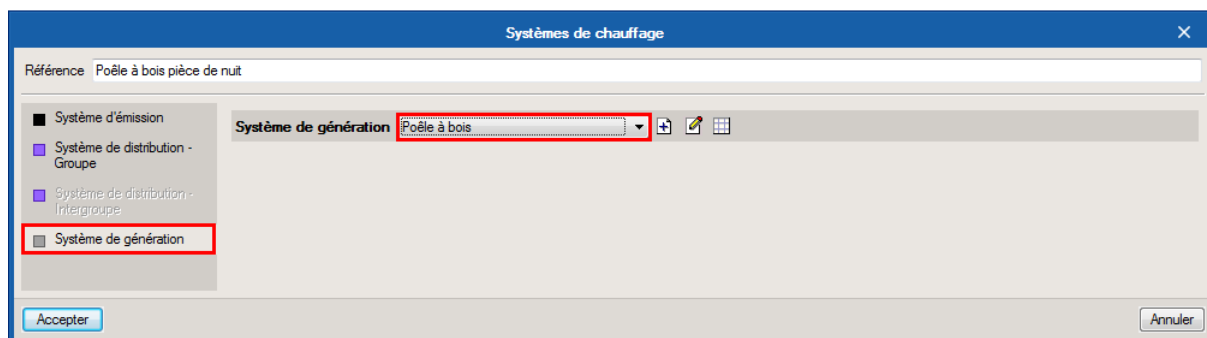 Systèmes de chauffage
Référence Poêle à bois pièce de nuit
Système d'émission
Système de distribution -
Groupe
Système de distribution -
Intergroupe
Système de génération
Système de génération Poêle à bois
Accepter
Annuler